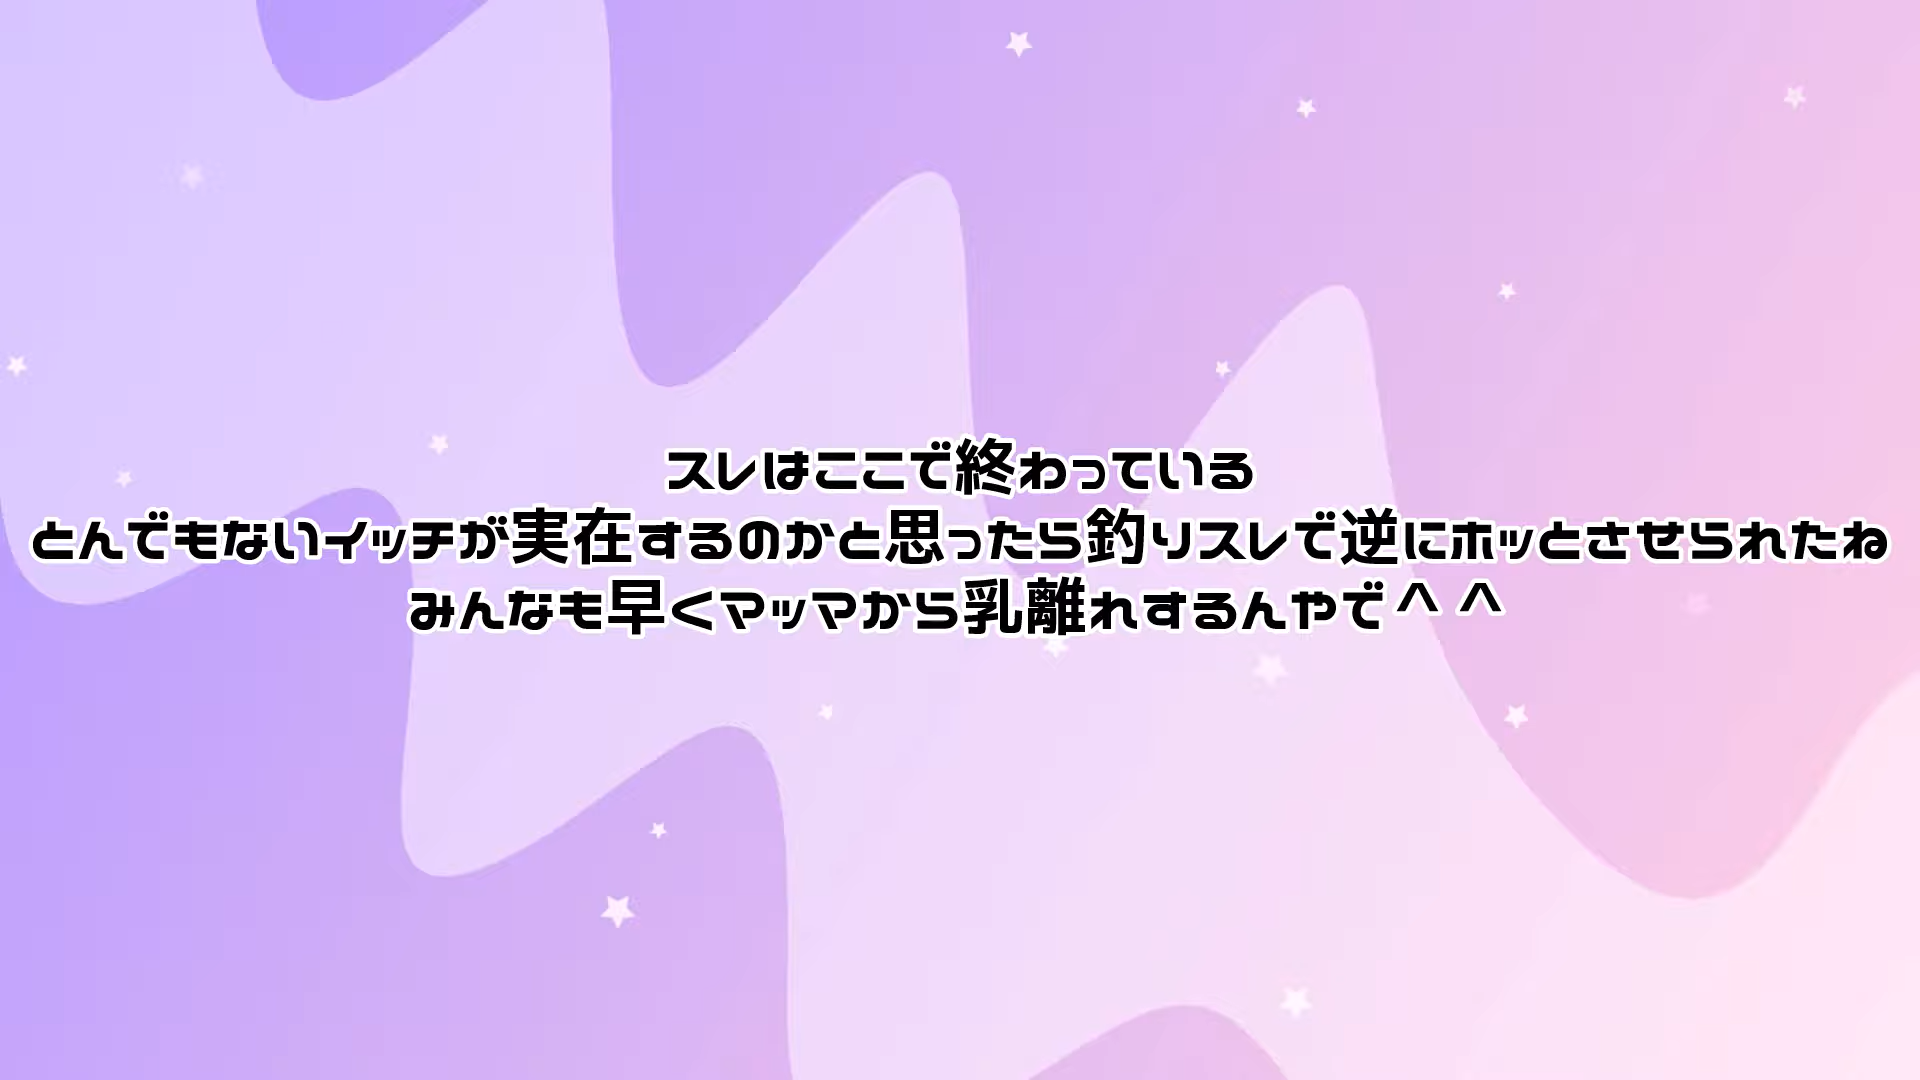 スレはここで終わっている
とんでもないイッチが実在するのかと思ったら釣りスレで逆にホッとさせられたね
みんなも早くマッマから乳離れするんやで＾＾